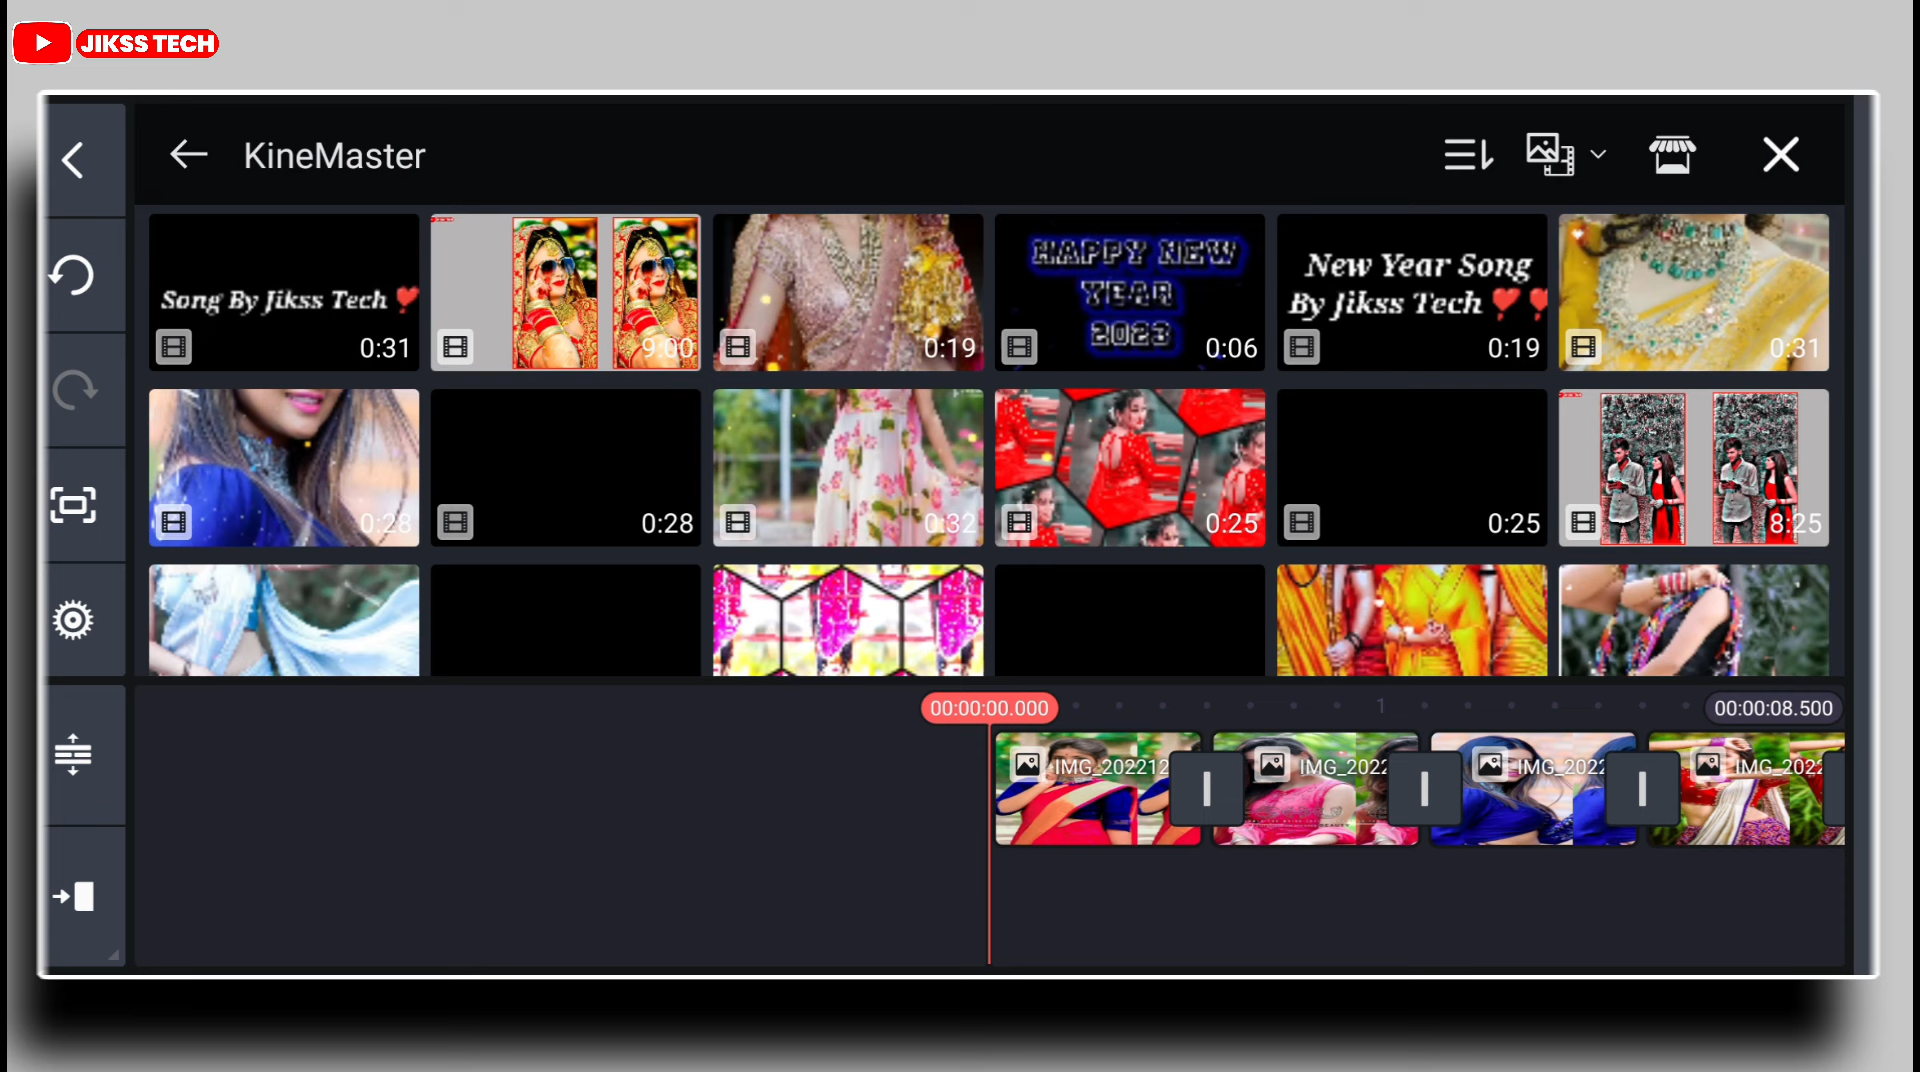 JIKSS TECH
KineMaster
Song By Jikss Tech ❤
0:31
9:00
0:19
HAPPY NEW
YEAR
2023
0:06
New Year Song
By Jikss Tech ❤❤
0:19
0:31
0:28
0:28
0:32
0:25
0:25
8:25
00:00:00.000
1
00:00:08.500
IMG_202212
IMG_2022
IMG_2022
IMG_2022